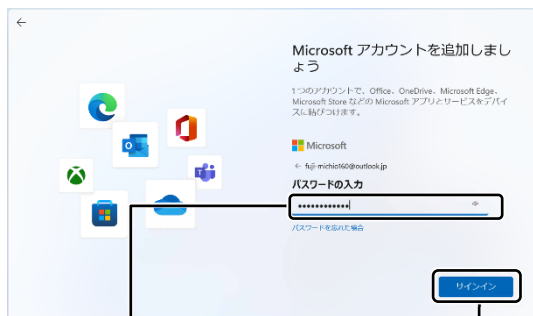 ←
Microsoft アカウントを追加しまし
ょう
1 つのアカウントで、Office、OneDrive、Microsoft Edge、
Microsoft Store などの Microsoft アプリとサービスをデバイ
スに結びつけます。
Microsoft
← fuji-michio160@outlook.jp
パスワードの入力
••••••••••••
パスワードを忘れた場合
サインイン